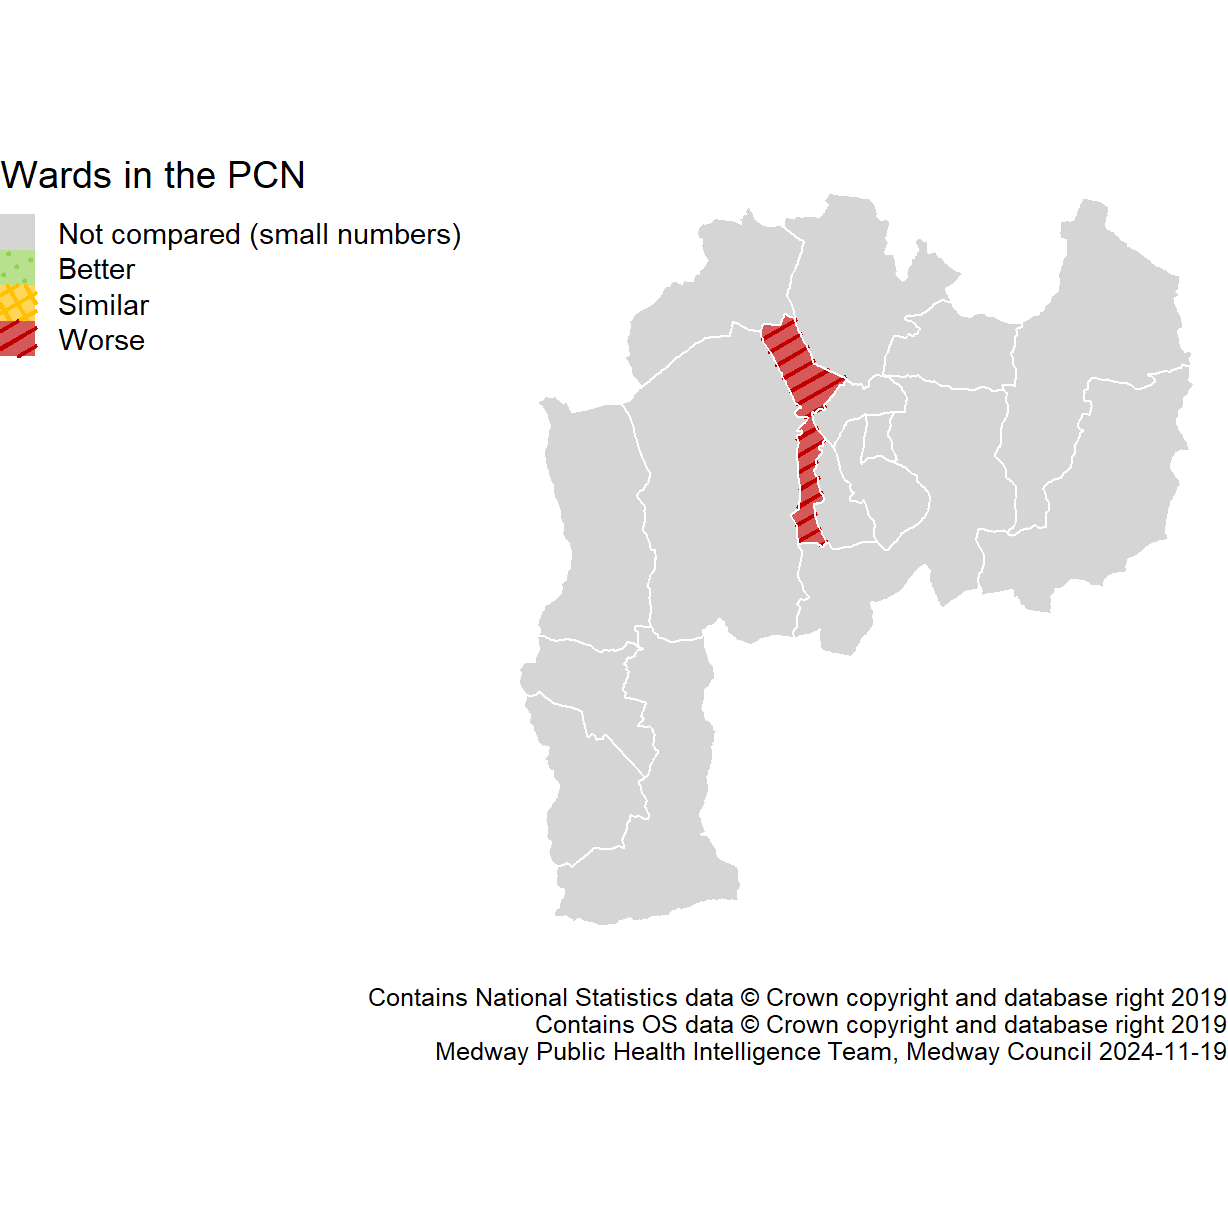 Wards in the PCN
Not compared (small numbers)
Better
Similar
Worse
Contains National Statistics data © Crown copyright and database right 2019
Contains OS data © Crown copyright and database right 2019
Medway Public Health Intelligence Team, Medway Council 2024-11-19